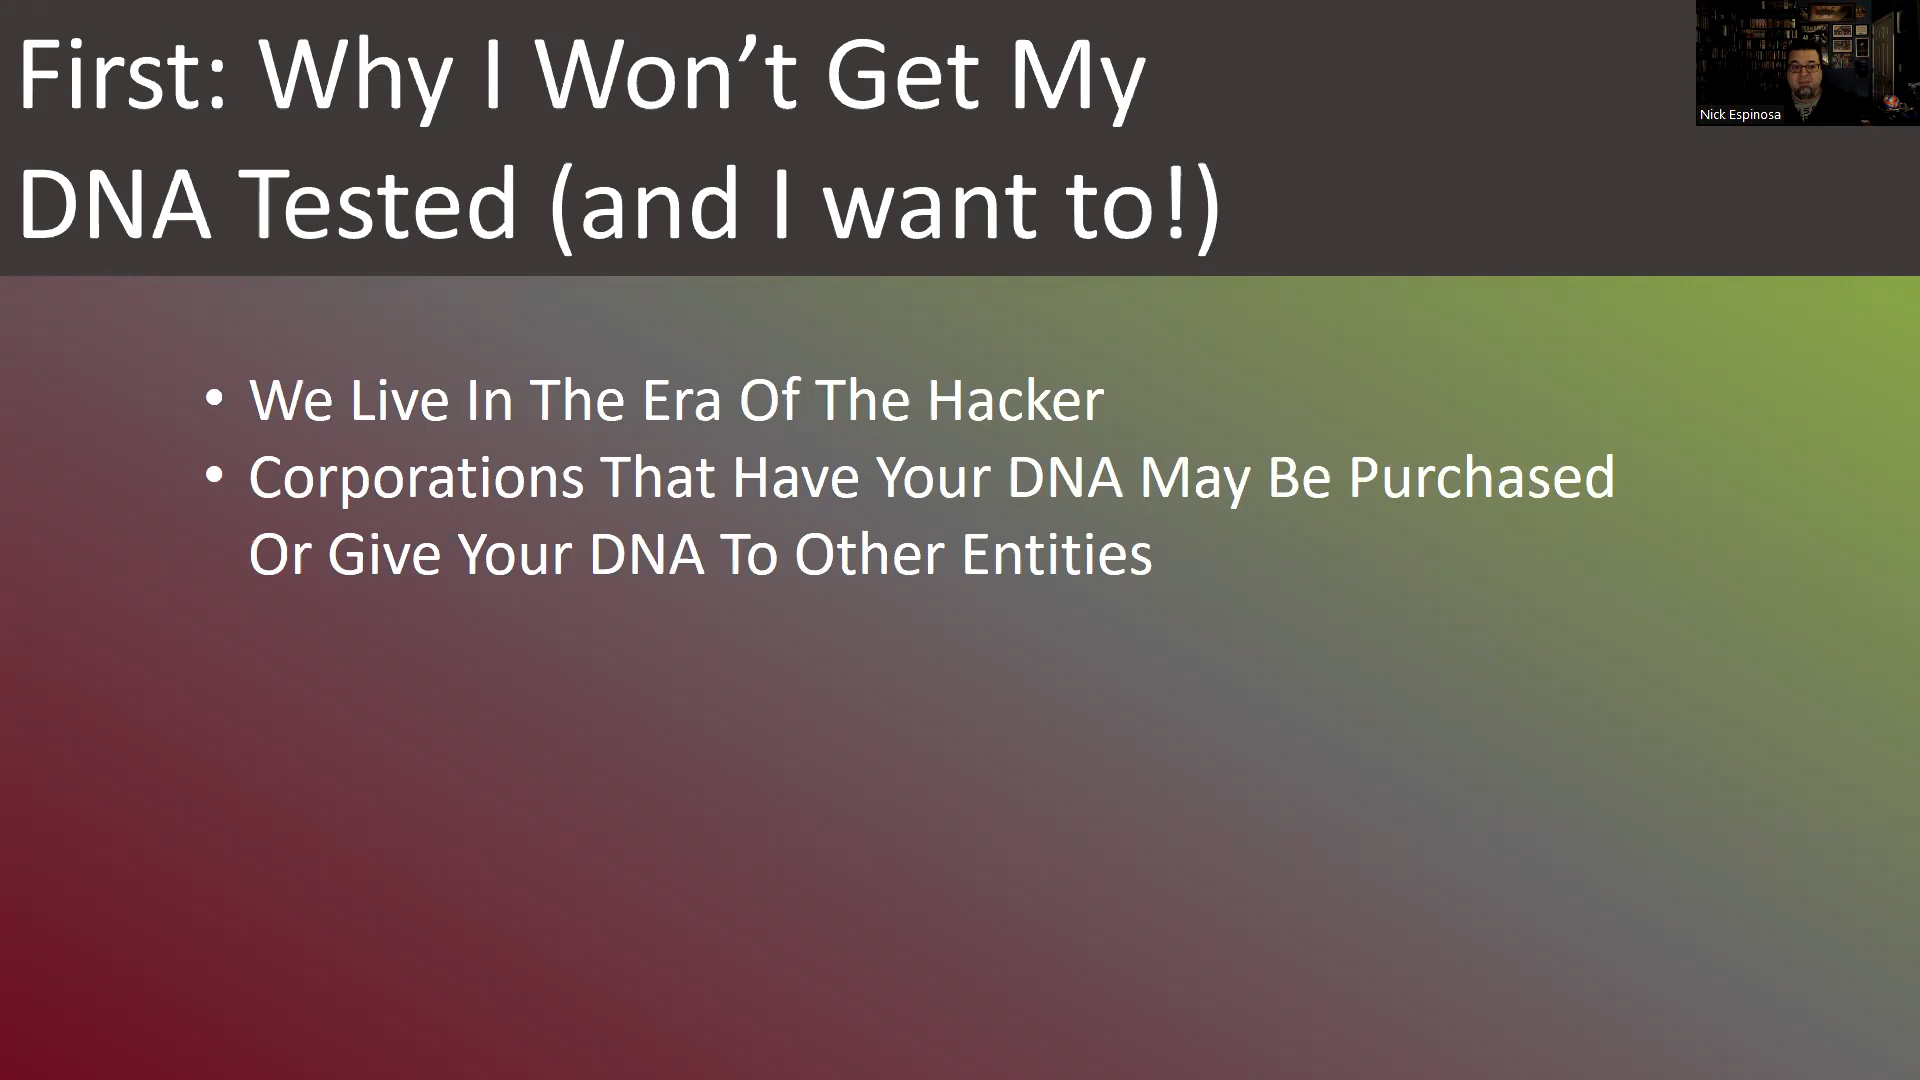 First: Why I Won’t Get My
DNA Tested (and I want to!)
Nick Espinosa
• We Live In The Era Of The Hacker
• Corporations That Have Your DNA May Be Purchased
Or Give Your DNA To Other Entities